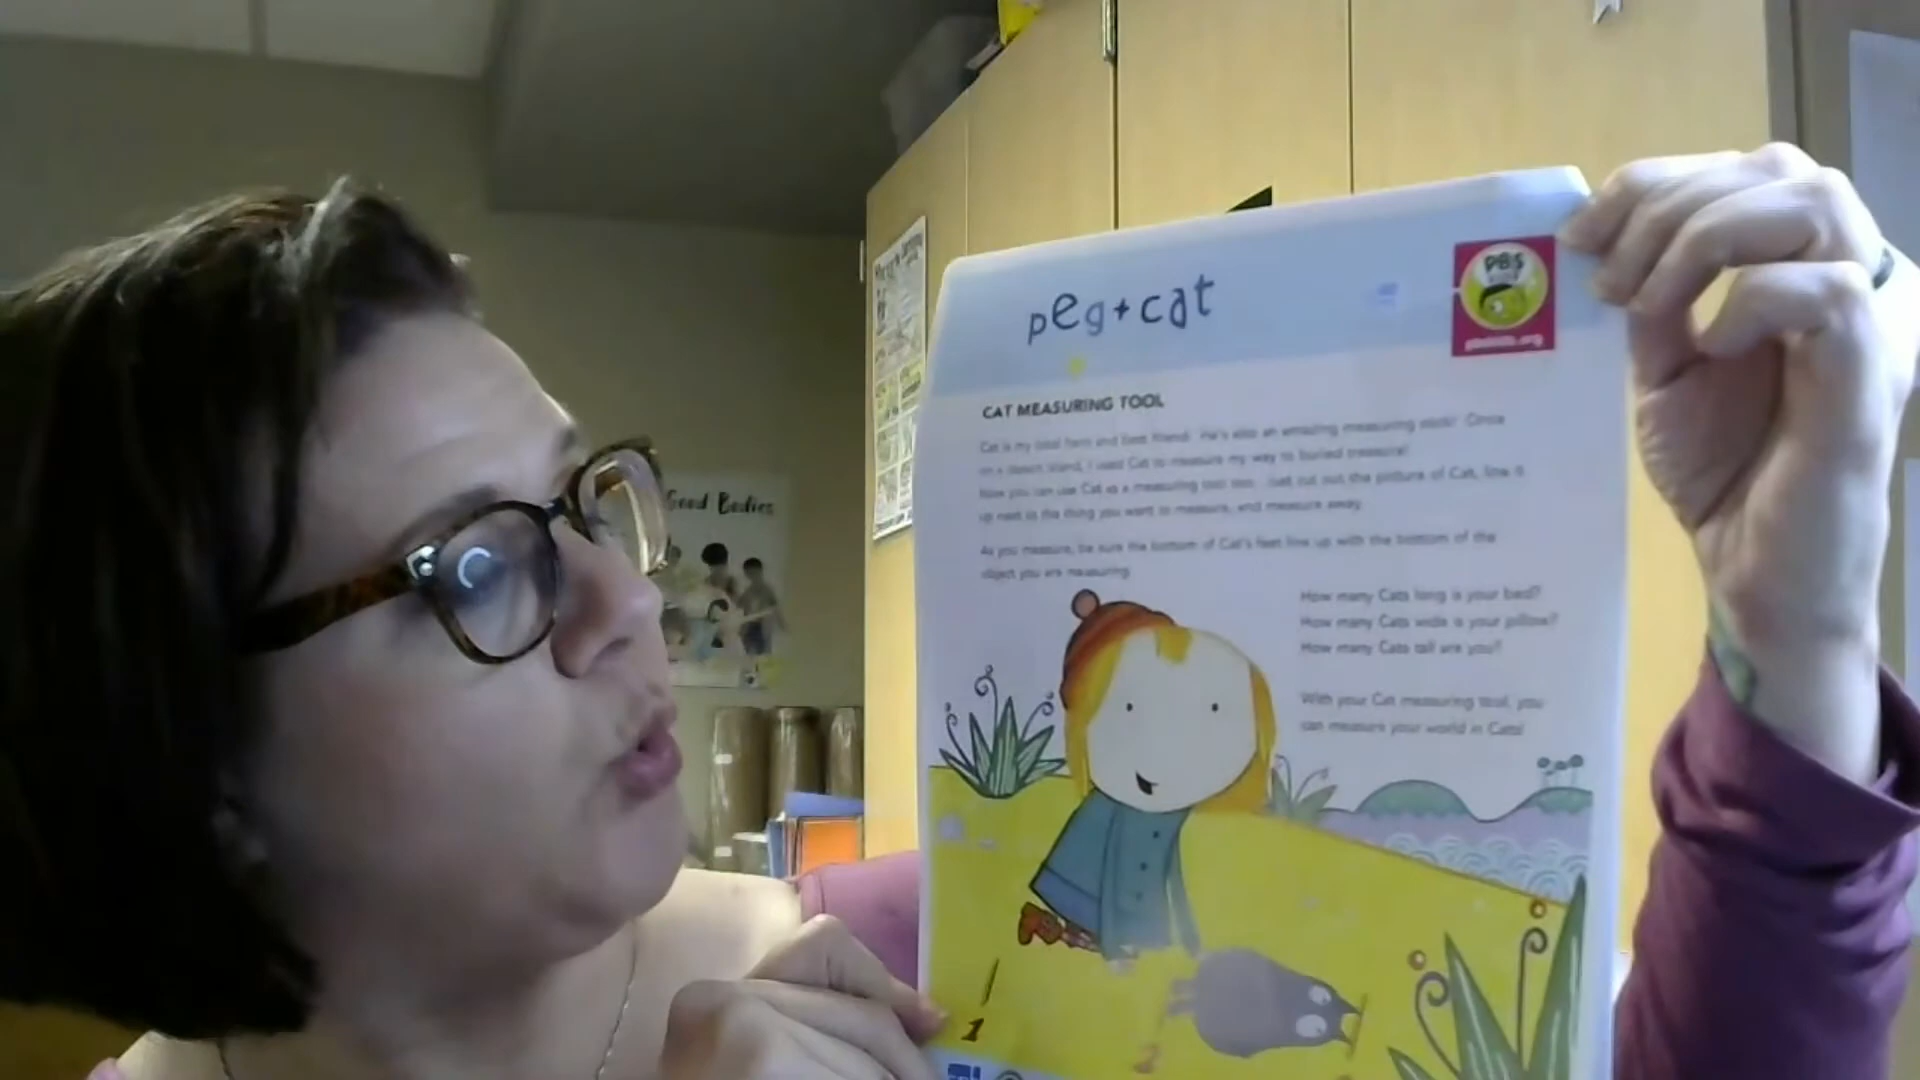 peg+cat
PBS
pbskids.org
CAT MEASURING TOOL
Cat is my total fave and best friend. He's also an amazing measuring stick! Once
on a desert island, I used Cat to measure my way to buried treasure!
Now you can use Cat as a measuring tool too. Just cut out the picture of Cat, line it
up next to the thing you want to measure, and measure away.
As you measure, be sure the bottom of Cat's feet line up with the bottom of the
object you are measuring.
How many Cats long is your bed?
How many Cats wide is your pillow?
How many Cats tall are you?
With your Cat measuring tool, you
can measure your world in Cats!
1
2
Good Bodies